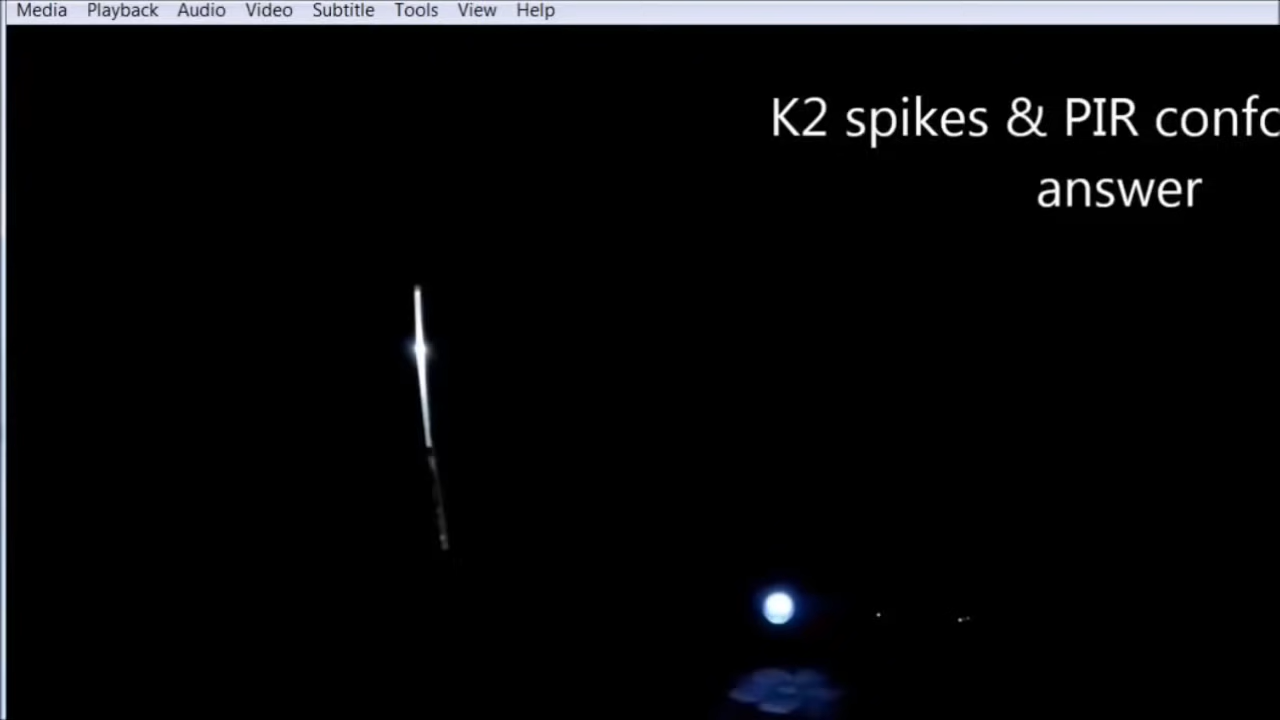 Media Playback Audio Video Subtitle Tools View Help
K2 spikes & PIR
answer